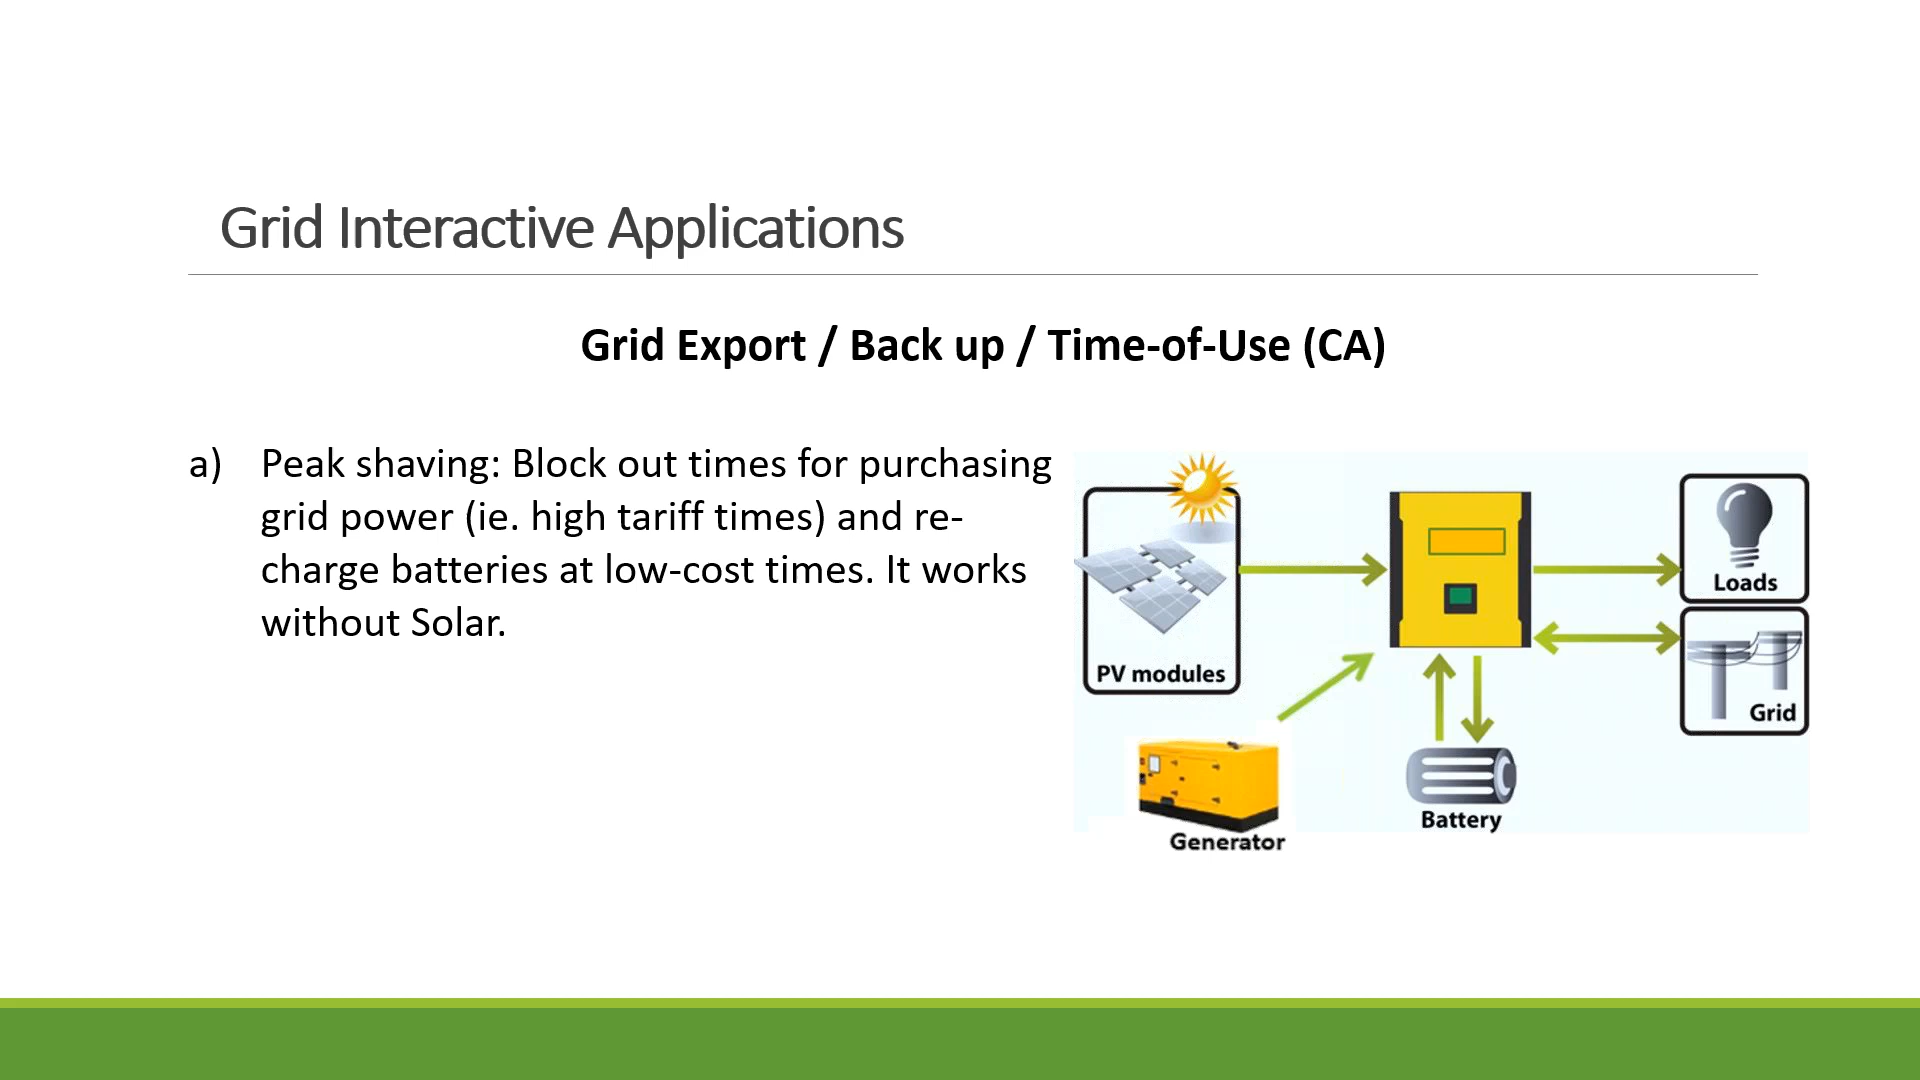 Grid Interactive Applications
Grid Export / Back up / Time-of-Use (CA)
a) Peak shaving: Block out times for purchasing
grid power (ie. high tariff times) and re-
charge batteries at low-cost times. It works
without Solar.
PV modules
Loads
Grid
Battery
Generator